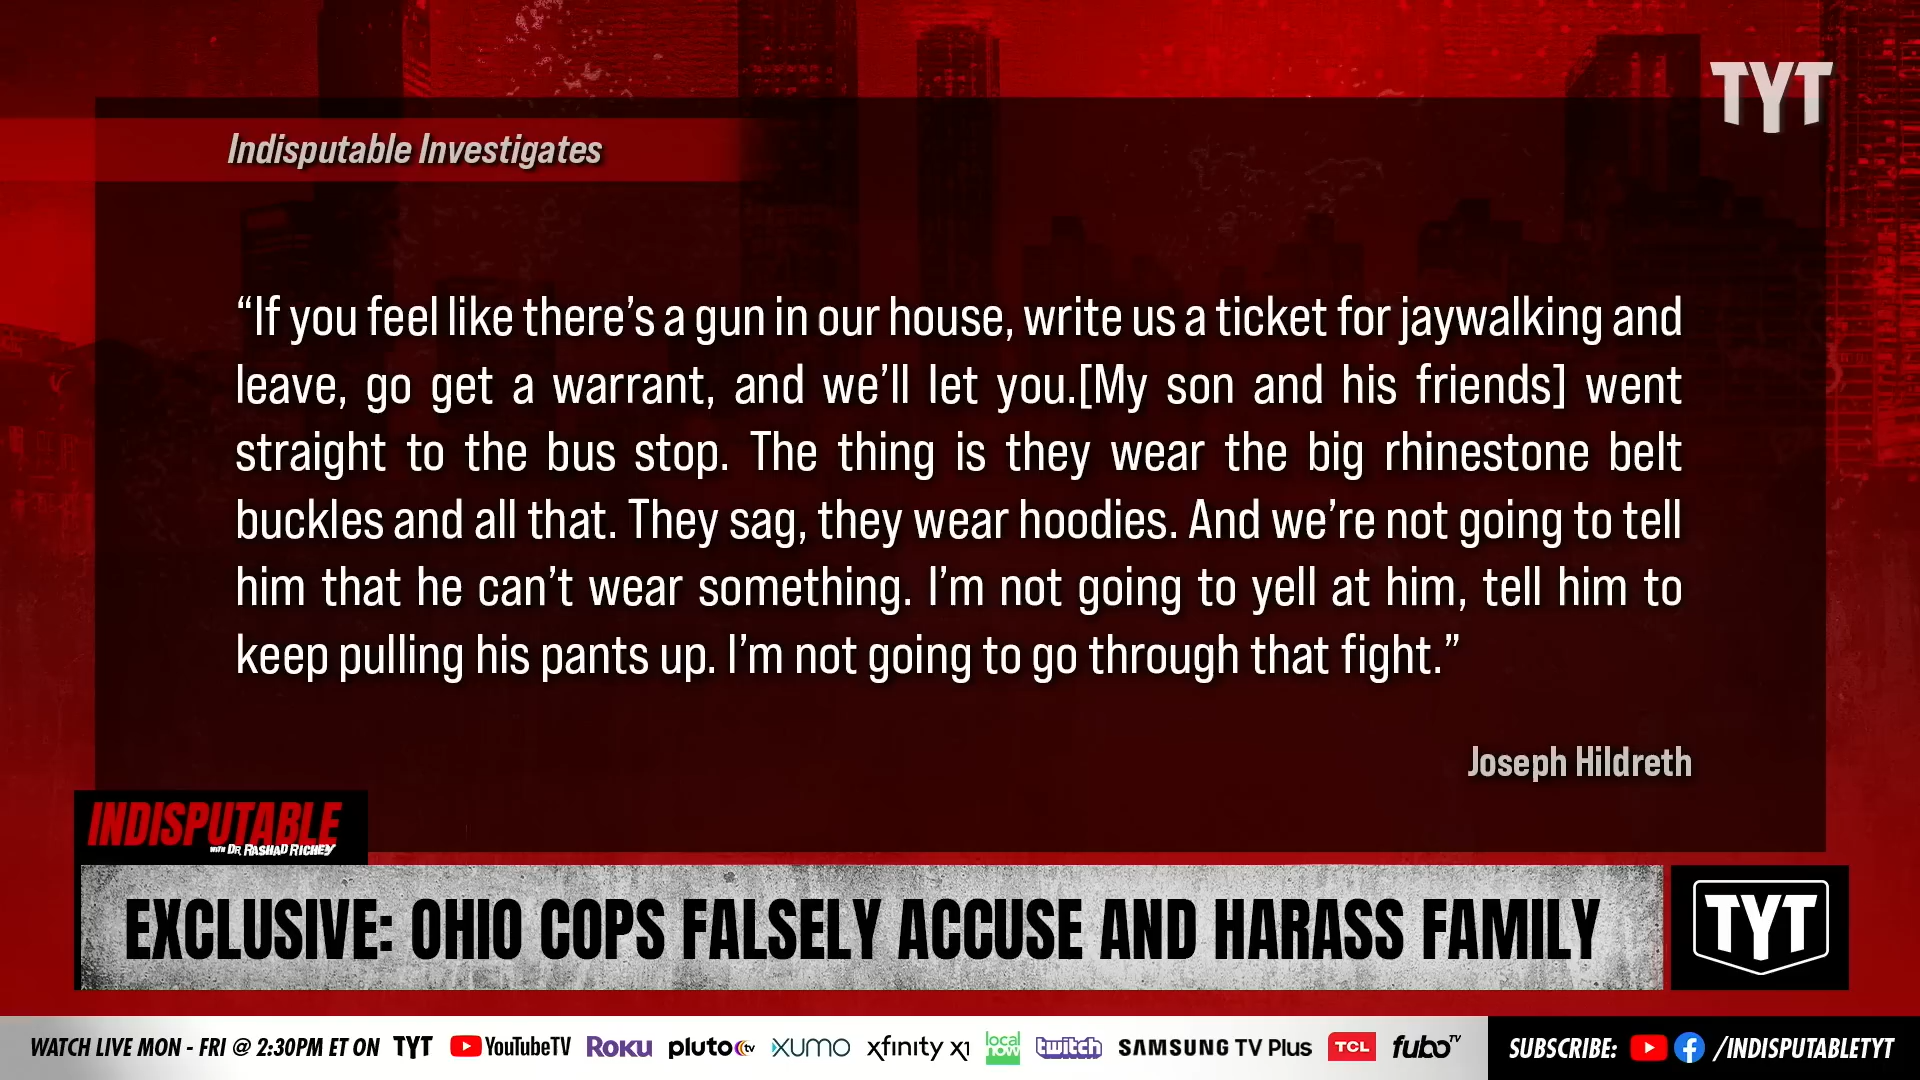 TYT
Indisputable Investigates
“If you feel like there’s a gun in our house, write us a ticket for jaywalking and
leave, go get a warrant, and we’ll let you.[My son and his friends] went
straight to the bus stop. The thing is they wear the big rhinestone belt
buckles and all that. They sag, they wear hoodies. And we’re not going to tell
him that he can’t wear something. I’m not going to yell at him, tell him to
keep pulling his pants up. I’m not going to go through that fight.”
Joseph Hildreth
INDISPUTABLE
WITH DR RASHAD RICHEY
EXCLUSIVE: OHIO COPS FALSELY ACCUSE AND HARASS FAMILY
TYT
WATCH LIVE MON - FRI @ 2:30PM ET ON TYT YouTubeTV ROKU pluto tv XUMO xfinity x1 local now twitch SAMSUNG TV Plus TCL fubo TV SUBSCRIBE: /INDISPUTABLETYT